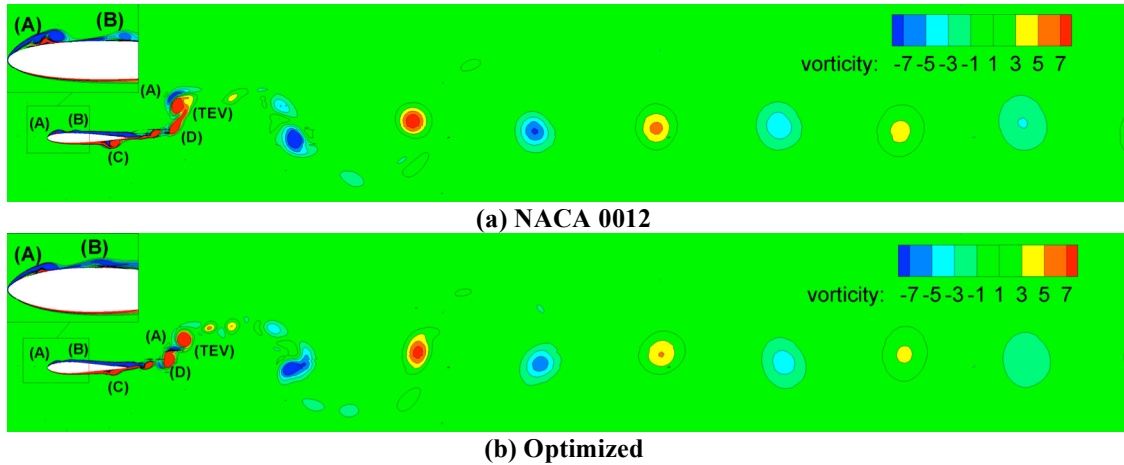 (A) (B)
(A)
(TEV)
(A) (B)
(D)
(C)
vorticity: -7 -5 -3 -1 1 3 5 7
(a) NACA 0012
(A) (B)
(A)
(TEV)
(A) (B)
(D)
(C)
vorticity: -7 -5 -3 -1 1 3 5 7
(b) Optimized